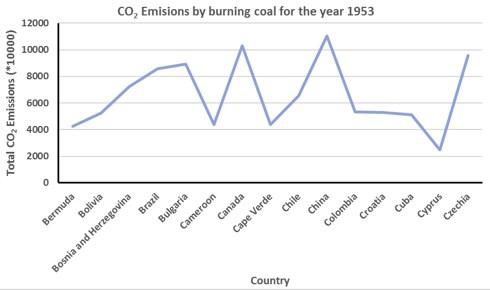 CO₂ Emisions by burning coal for the year 1953
Total CO₂ Emissions (*10000)
12000
10000
8000
6000
4000
2000
0
Bermuda
Bolivia
Bosnia and Herzegovina
Brazil
Bulgaria
Cameroon
Canada
Cape Verde
Chile
China
Colombia
Croatia
Cuba
Cyprus
Czechia
Country